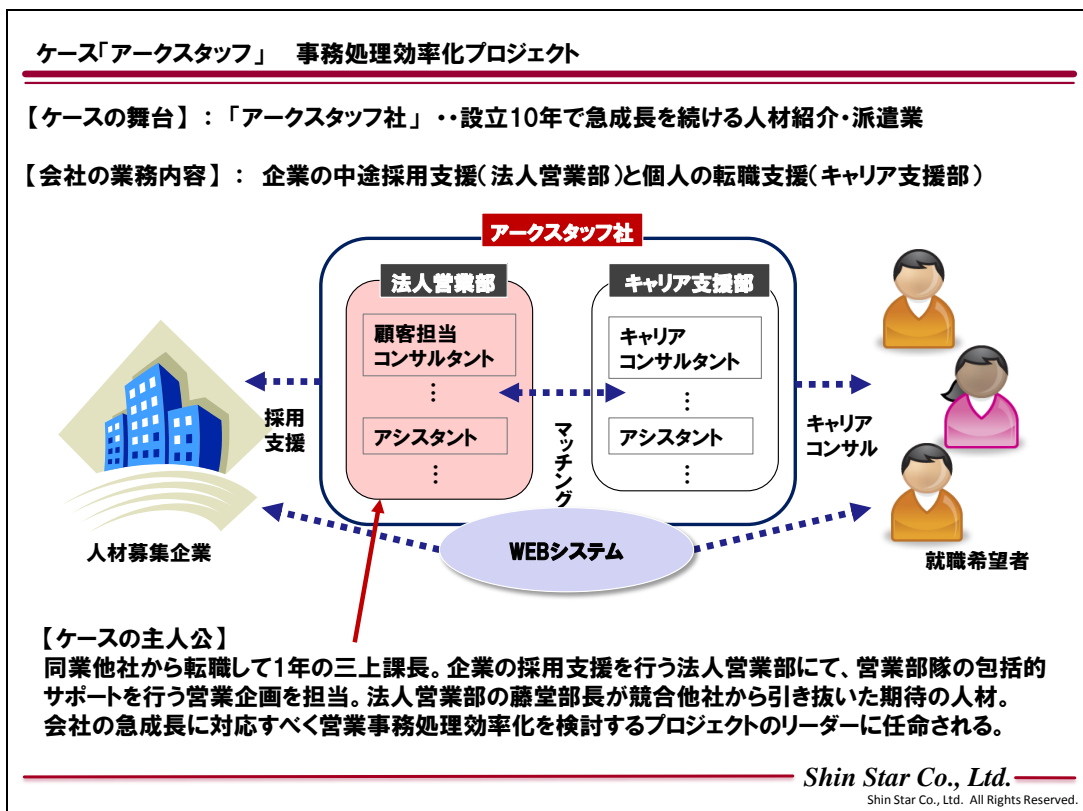 ケース「アークスタッフ」　事務処理効率化プロジェクト
【ケースの舞台】：「アークスタッフ社」‥設立10年で急成長を続ける人材紹介・派遣業
【会社の業務内容】：企業の中途採用支援(法人営業部)と個人の転職支援(キャリア支援部)
アークスタッフ社
法人営業部
顧客担当
コンサルタント
⋮
アシスタント
⋮
キャリア支援部
キャリア
コンサルタント
⋮
アシスタント
⋮
採用
支援
マッチング
キャリア
コンサル
WEBシステム
人材募集企業
就職希望者
【ケースの主人公】
同業他社から転職して1年の三上課長。企業の採用支援を行う法人営業部にて、営業部隊の包括的
サポートを行う営業企画を担当。法人営業部の藤堂部長が競合他社から引き抜いた期待の人材。
会社の急成長に対応すべく営業事務処理効率化を検討するプロジェクトのリーダーに任命される。
Shin Star Co., Ltd.
Shin Star Co., Ltd. All Rights Reserved.